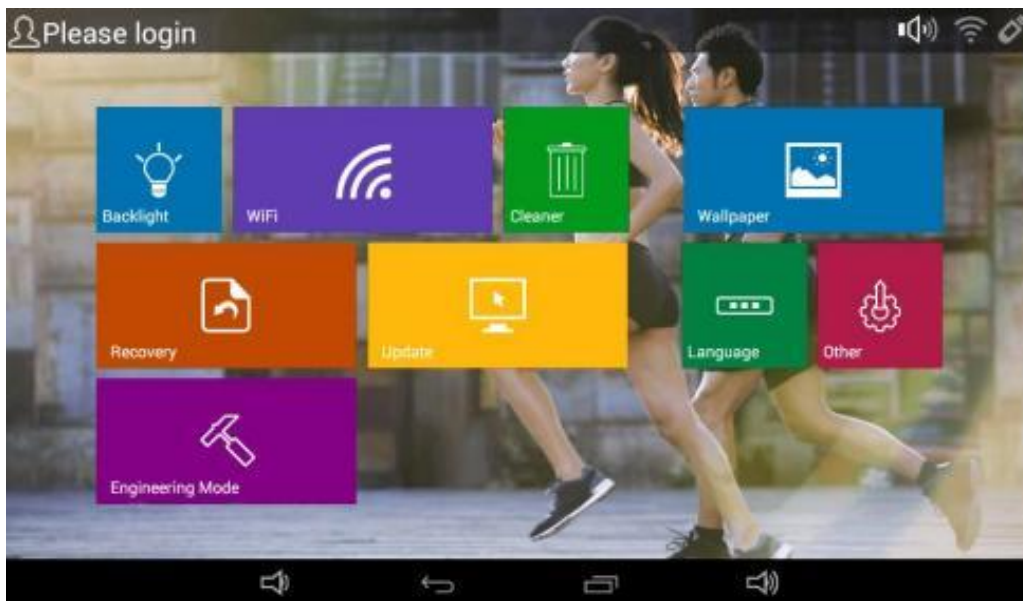 Please login
Backlight
WiFi
Cleaner
Wallpaper
Recovery
Update
Language
Other
Engineering Mode